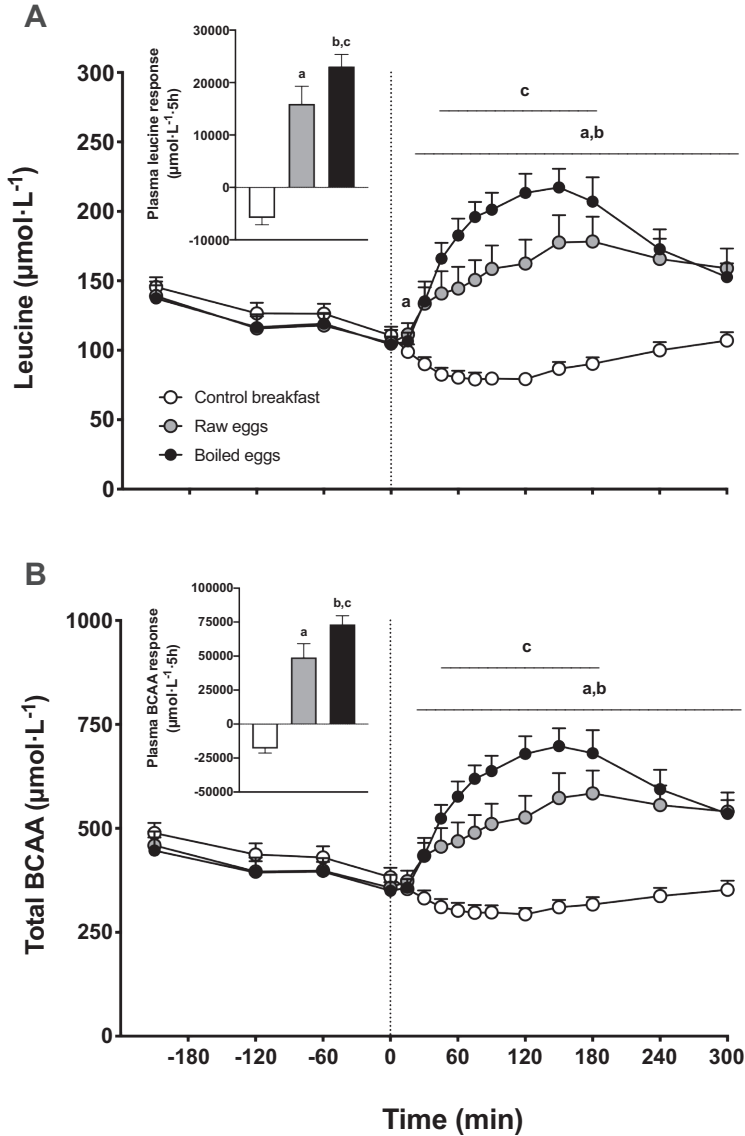 A
Plasma leucine response
(µmol·L-1·5h)
30000
20000
10000
0
-10000
a
b,c
Leucine (µmol·L-1)
300
250
200
150
100
50
0
c
a,b
a
Control breakfast
Raw eggs
Boiled eggs
B
Plasma BCAA response
(µmol·L-1·5h)
100000
75000
50000
25000
0
-25000
-50000
a
b,c
Total BCAA (µmol·L-1)
1000
750
500
250
0
c
a,b
-180 -120 -60 0 60 120 180 240 300
Time (min)